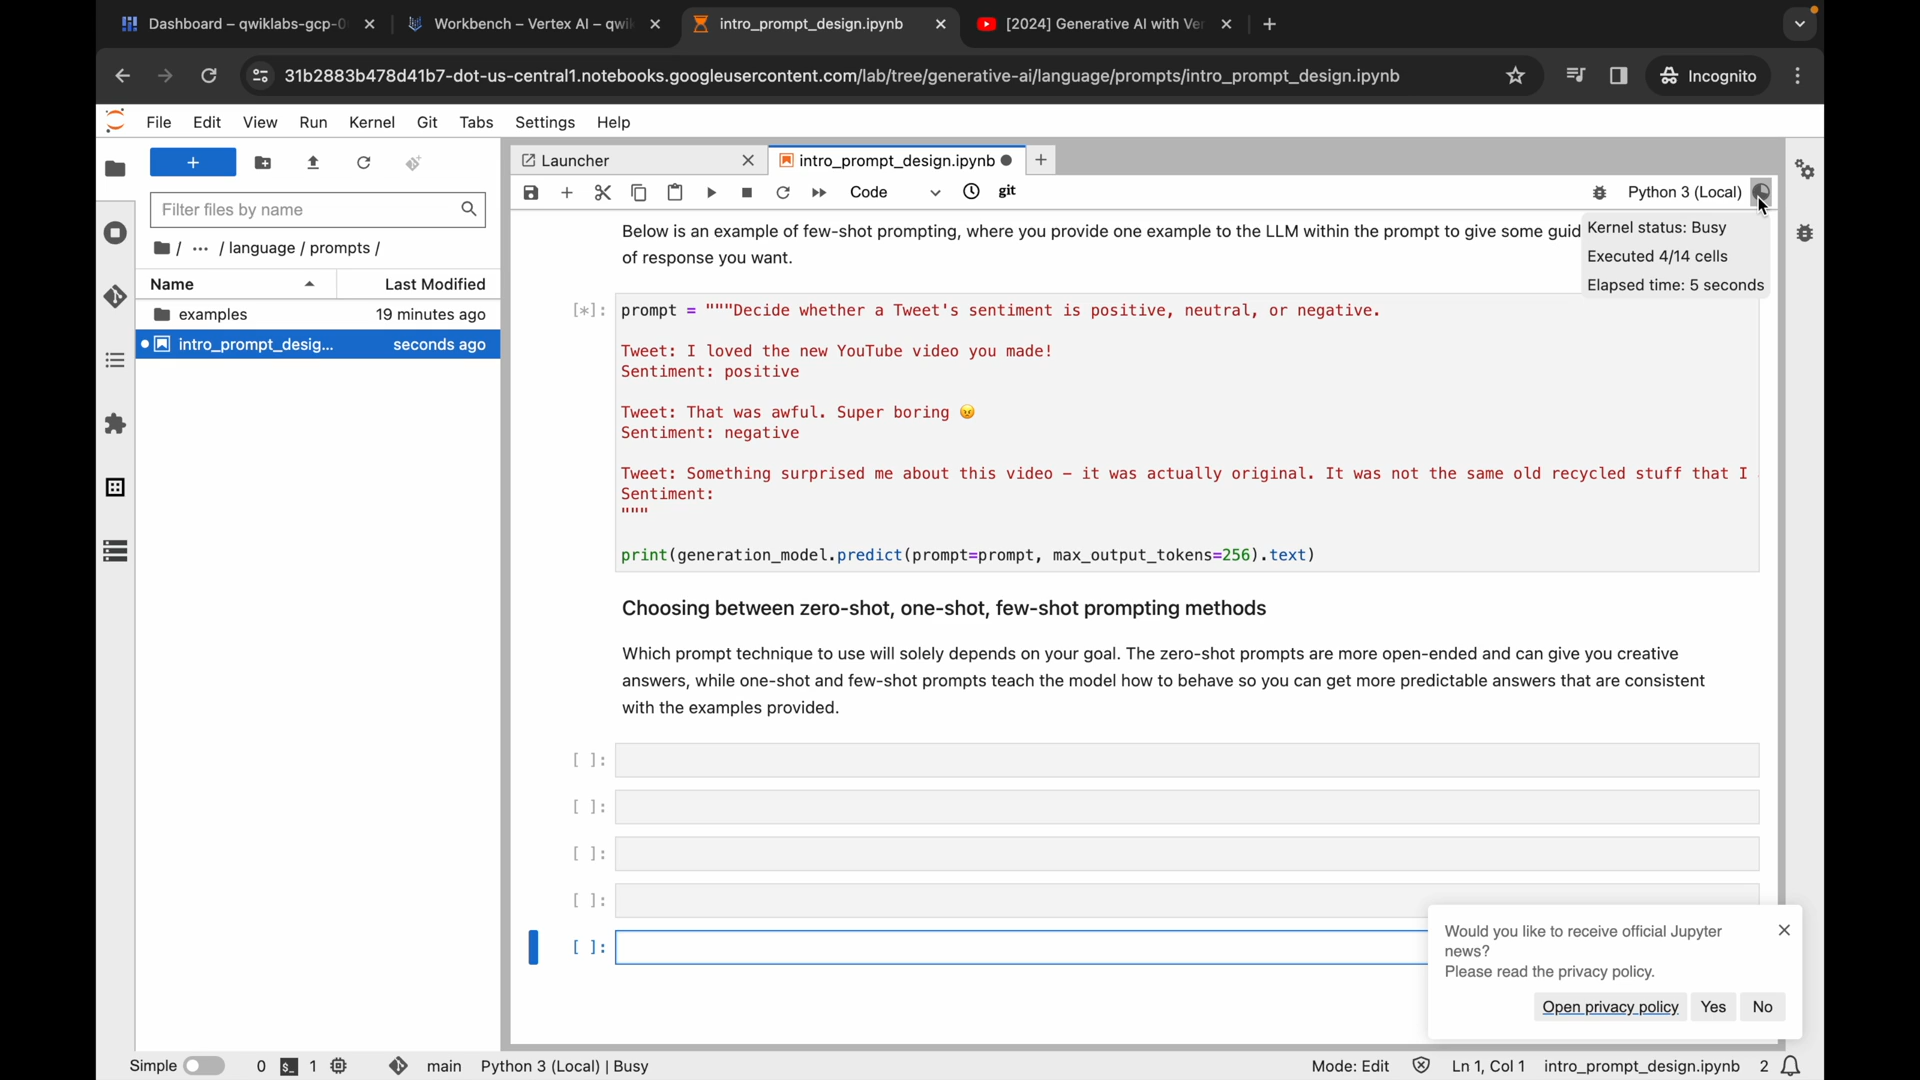 Dashboard – qwiklabs-gcp-0
Workbench – Vertex AI – qwik
intro_prompt_design.ipynb
[2024] Generative AI with Ver
31b2883b478d41b7-dot-us-central1.notebooks.googleusercontent.com/lab/tree/generative-ai/language/prompts/intro_prompt_design.ipynb
Incognito
File Edit View Run Kernel Git Tabs Settings Help
Launcher
intro_prompt_design.ipynb
Code
git
Python 3 (Local)
Filter files by name
/ ... / language / prompts /
Name
Last Modified
examples
19 minutes ago
intro_prompt_desig...
seconds ago
Kernel status: Busy
Executed 4/14 cells
Elapsed time: 5 seconds
Below is an example of few-shot prompting, where you provide one example to the LLM within the prompt to give some guid
of response you want.
[*]: prompt = """Decide whether a Tweet's sentiment is positive, neutral, or negative.
Tweet: I loved the new YouTube video you made!
Sentiment: positive
Tweet: That was awful. Super boring 😠
Sentiment: negative
Tweet: Something surprised me about this video - it was actually original. It was not the same old recycled stuff that I
Sentiment:
"""
print(generation_model.predict(prompt=prompt, max_output_tokens=256).text)
Choosing between zero-shot, one-shot, few-shot prompting methods
Which prompt technique to use will solely depends on your goal. The zero-shot prompts are more open-ended and can give you creative
answers, while one-shot and few-shot prompts teach the model how to behave so you can get more predictable answers that are consistent
with the examples provided.
[ ]:
[ ]:
[ ]:
[ ]:
[ ]:
Would you like to receive official Jupyter
news?
Please read the privacy policy.
Open privacy policy Yes No
Simple 0 1 main Python 3 (Local) | Busy
Mode: Edit Ln 1, Col 1 intro_prompt_design.ipynb 2